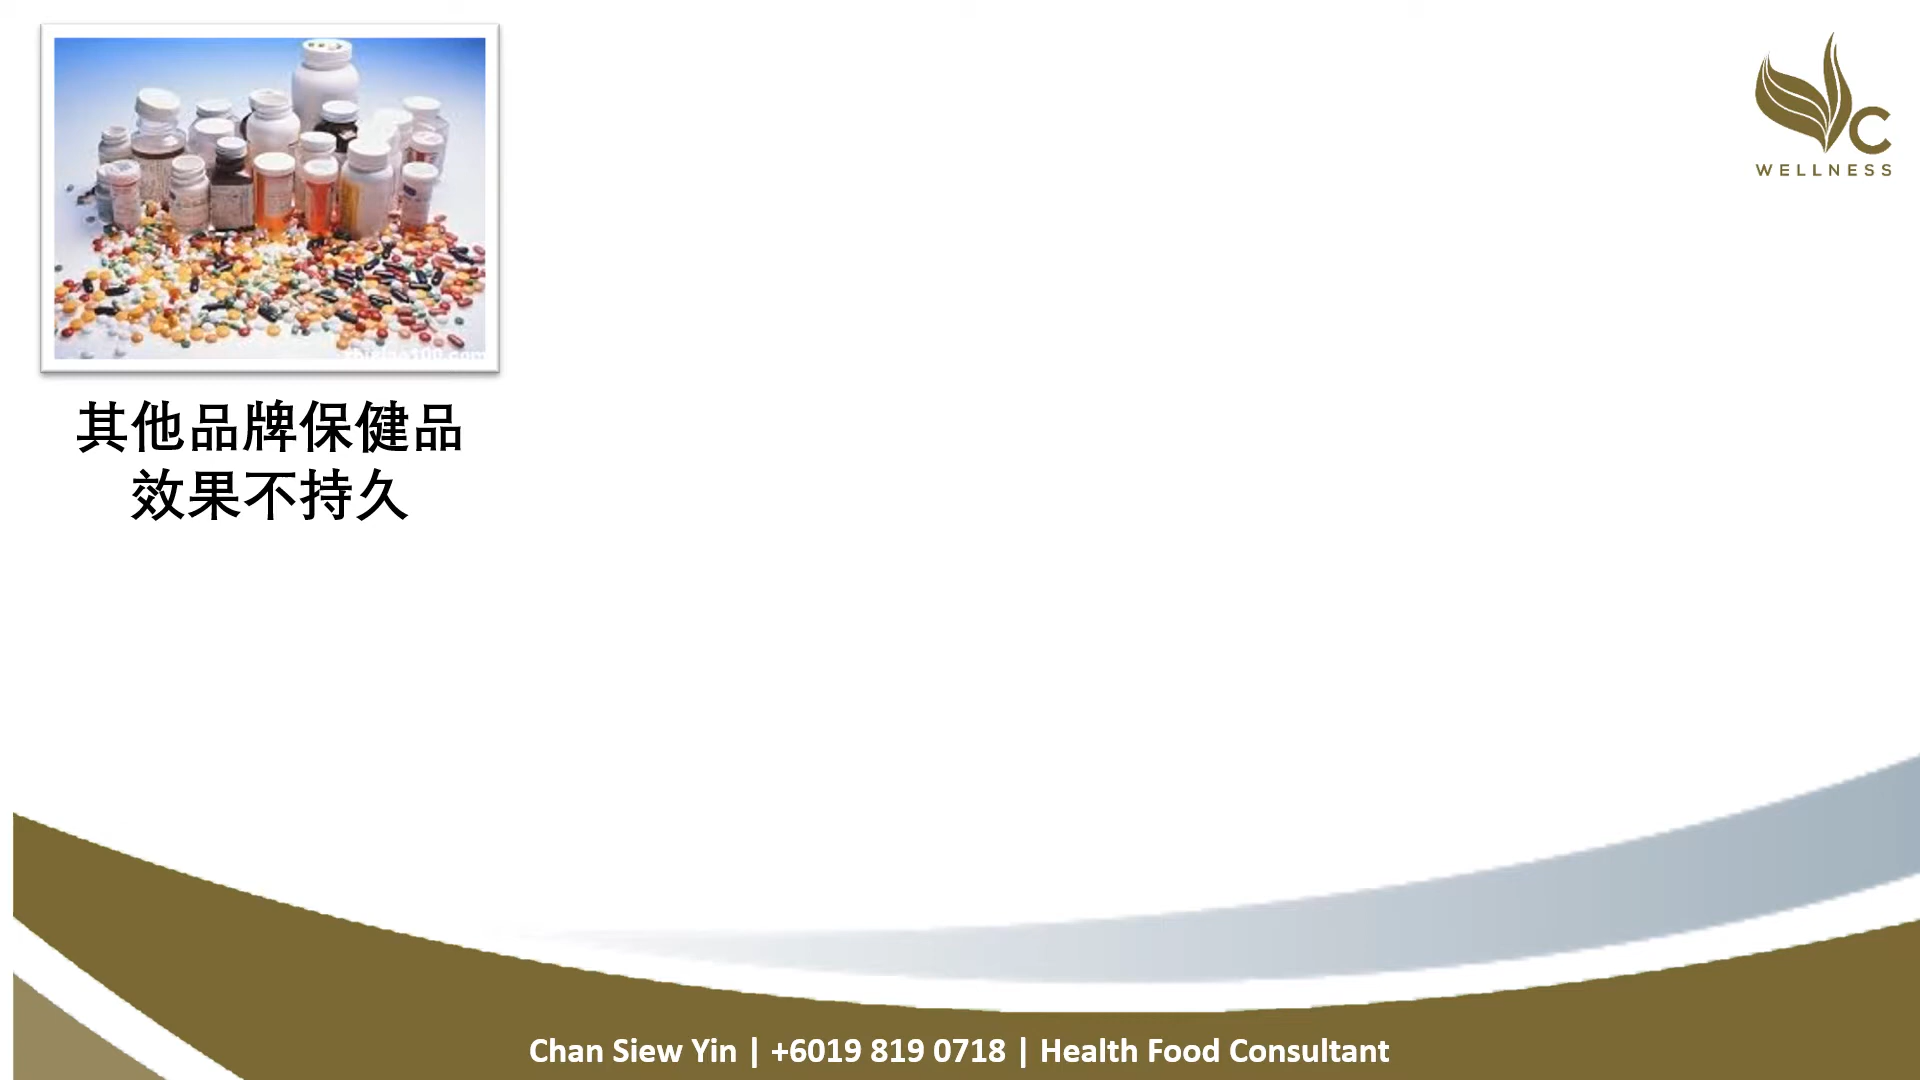 其他品牌保健品
效果不持久
C
WELLNESS
Chan Siew Yin | +6019 819 0718 | Health Food Consultant